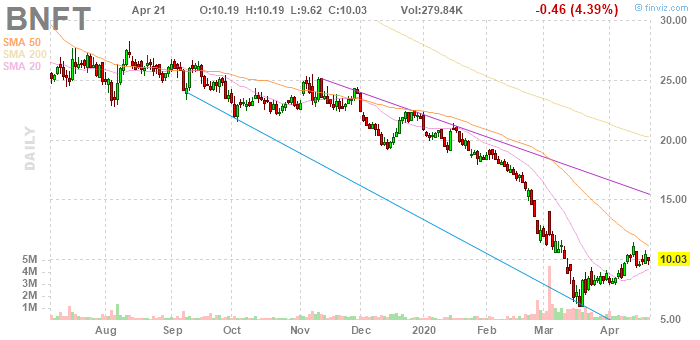 BNFT Apr 21 O:10.19 H:10.19 L:9.62 C:10.03 Vol:279.84K -0.46 (4.39%) © finviz.com
SMA 50
SMA 200
SMA 20
DAILY
30.00
25.00
20.00
15.00
10.03
5.00
5M
4M
3M
2M
1M
Aug Sep Oct Nov Dec 2020 Feb Mar Apr